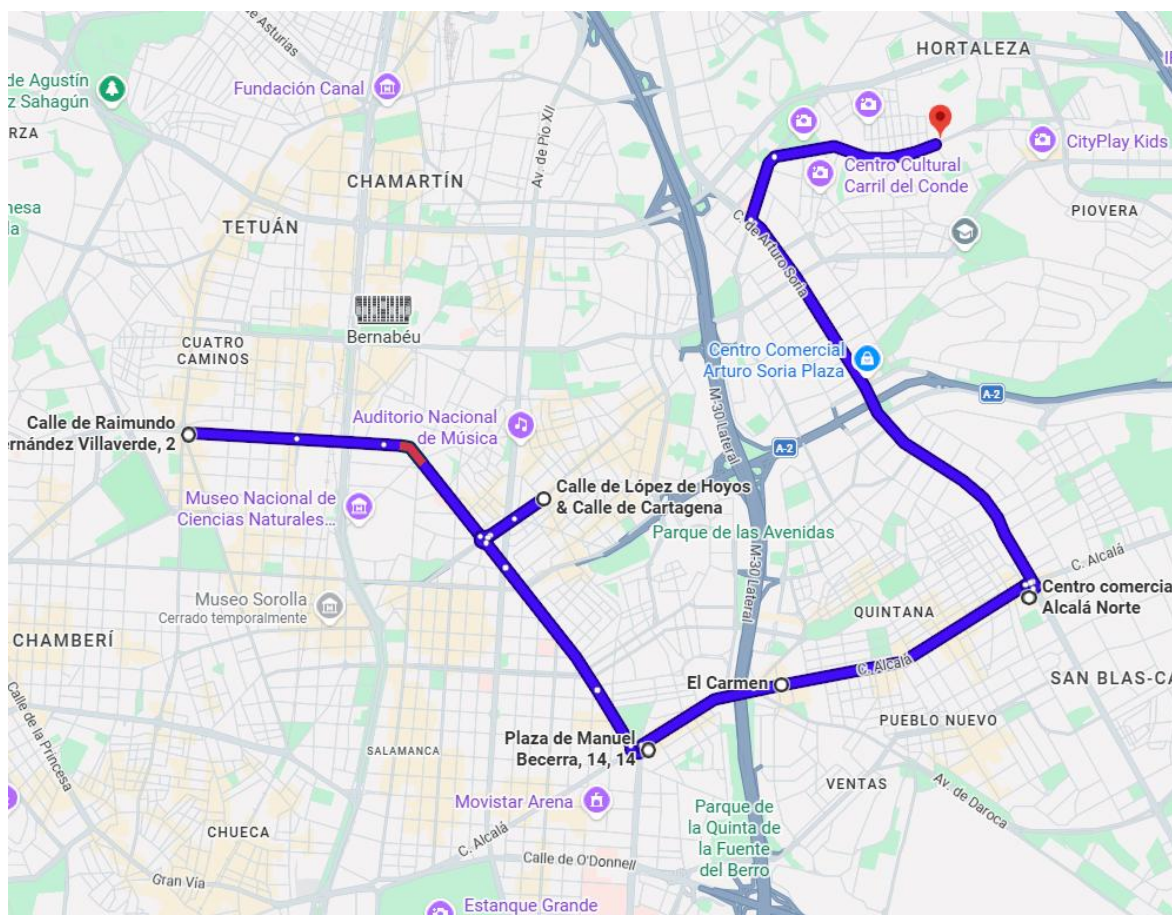 de Asturias
HORTALEZA
de Agustín
z Sahagún
Fundación Canal
Av. de Pío XII
ERZA
CityPlay Kids
Centro Cultural
Carril del Conde
CHAMARTÍN
nesa
la
TETUÁN
PIOVERA
C. de Arturo Soria
Bernabéu
CUATRO
CAMINOS
Centro Comercial
Arturo Soria Plaza
M-30 Lateral
A-2
Calle de Raimundo
ernández Villaverde, 2
Auditorio Nacional
de Música
A-2
Calle de López de Hoyos
& Calle de Cartagena
Museo Nacional de
Ciencias Naturales...
Parque de las Avenidas
M-30 Lateral
C. Alcalá
Museo Sorolla
Cerrado temporalmente
Centro comercia
Alcalá Norte
QUINTANA
CHAMBERÍ
C. Alcalá
El Carmen
SAN BLAS-CA
Calle de la Princesa
PUEBLO NUEVO
Plaza de Manuel
Becerra, 14, 14
SALAMANCA
VENTAS
Av. de Daroca
Movistar Arena
Parque de
la Quinta de
la Fuente
del Berro
CHUECA
C. Alcalá
Calle de O'Donnell
Gran Vía
Estanque Grande